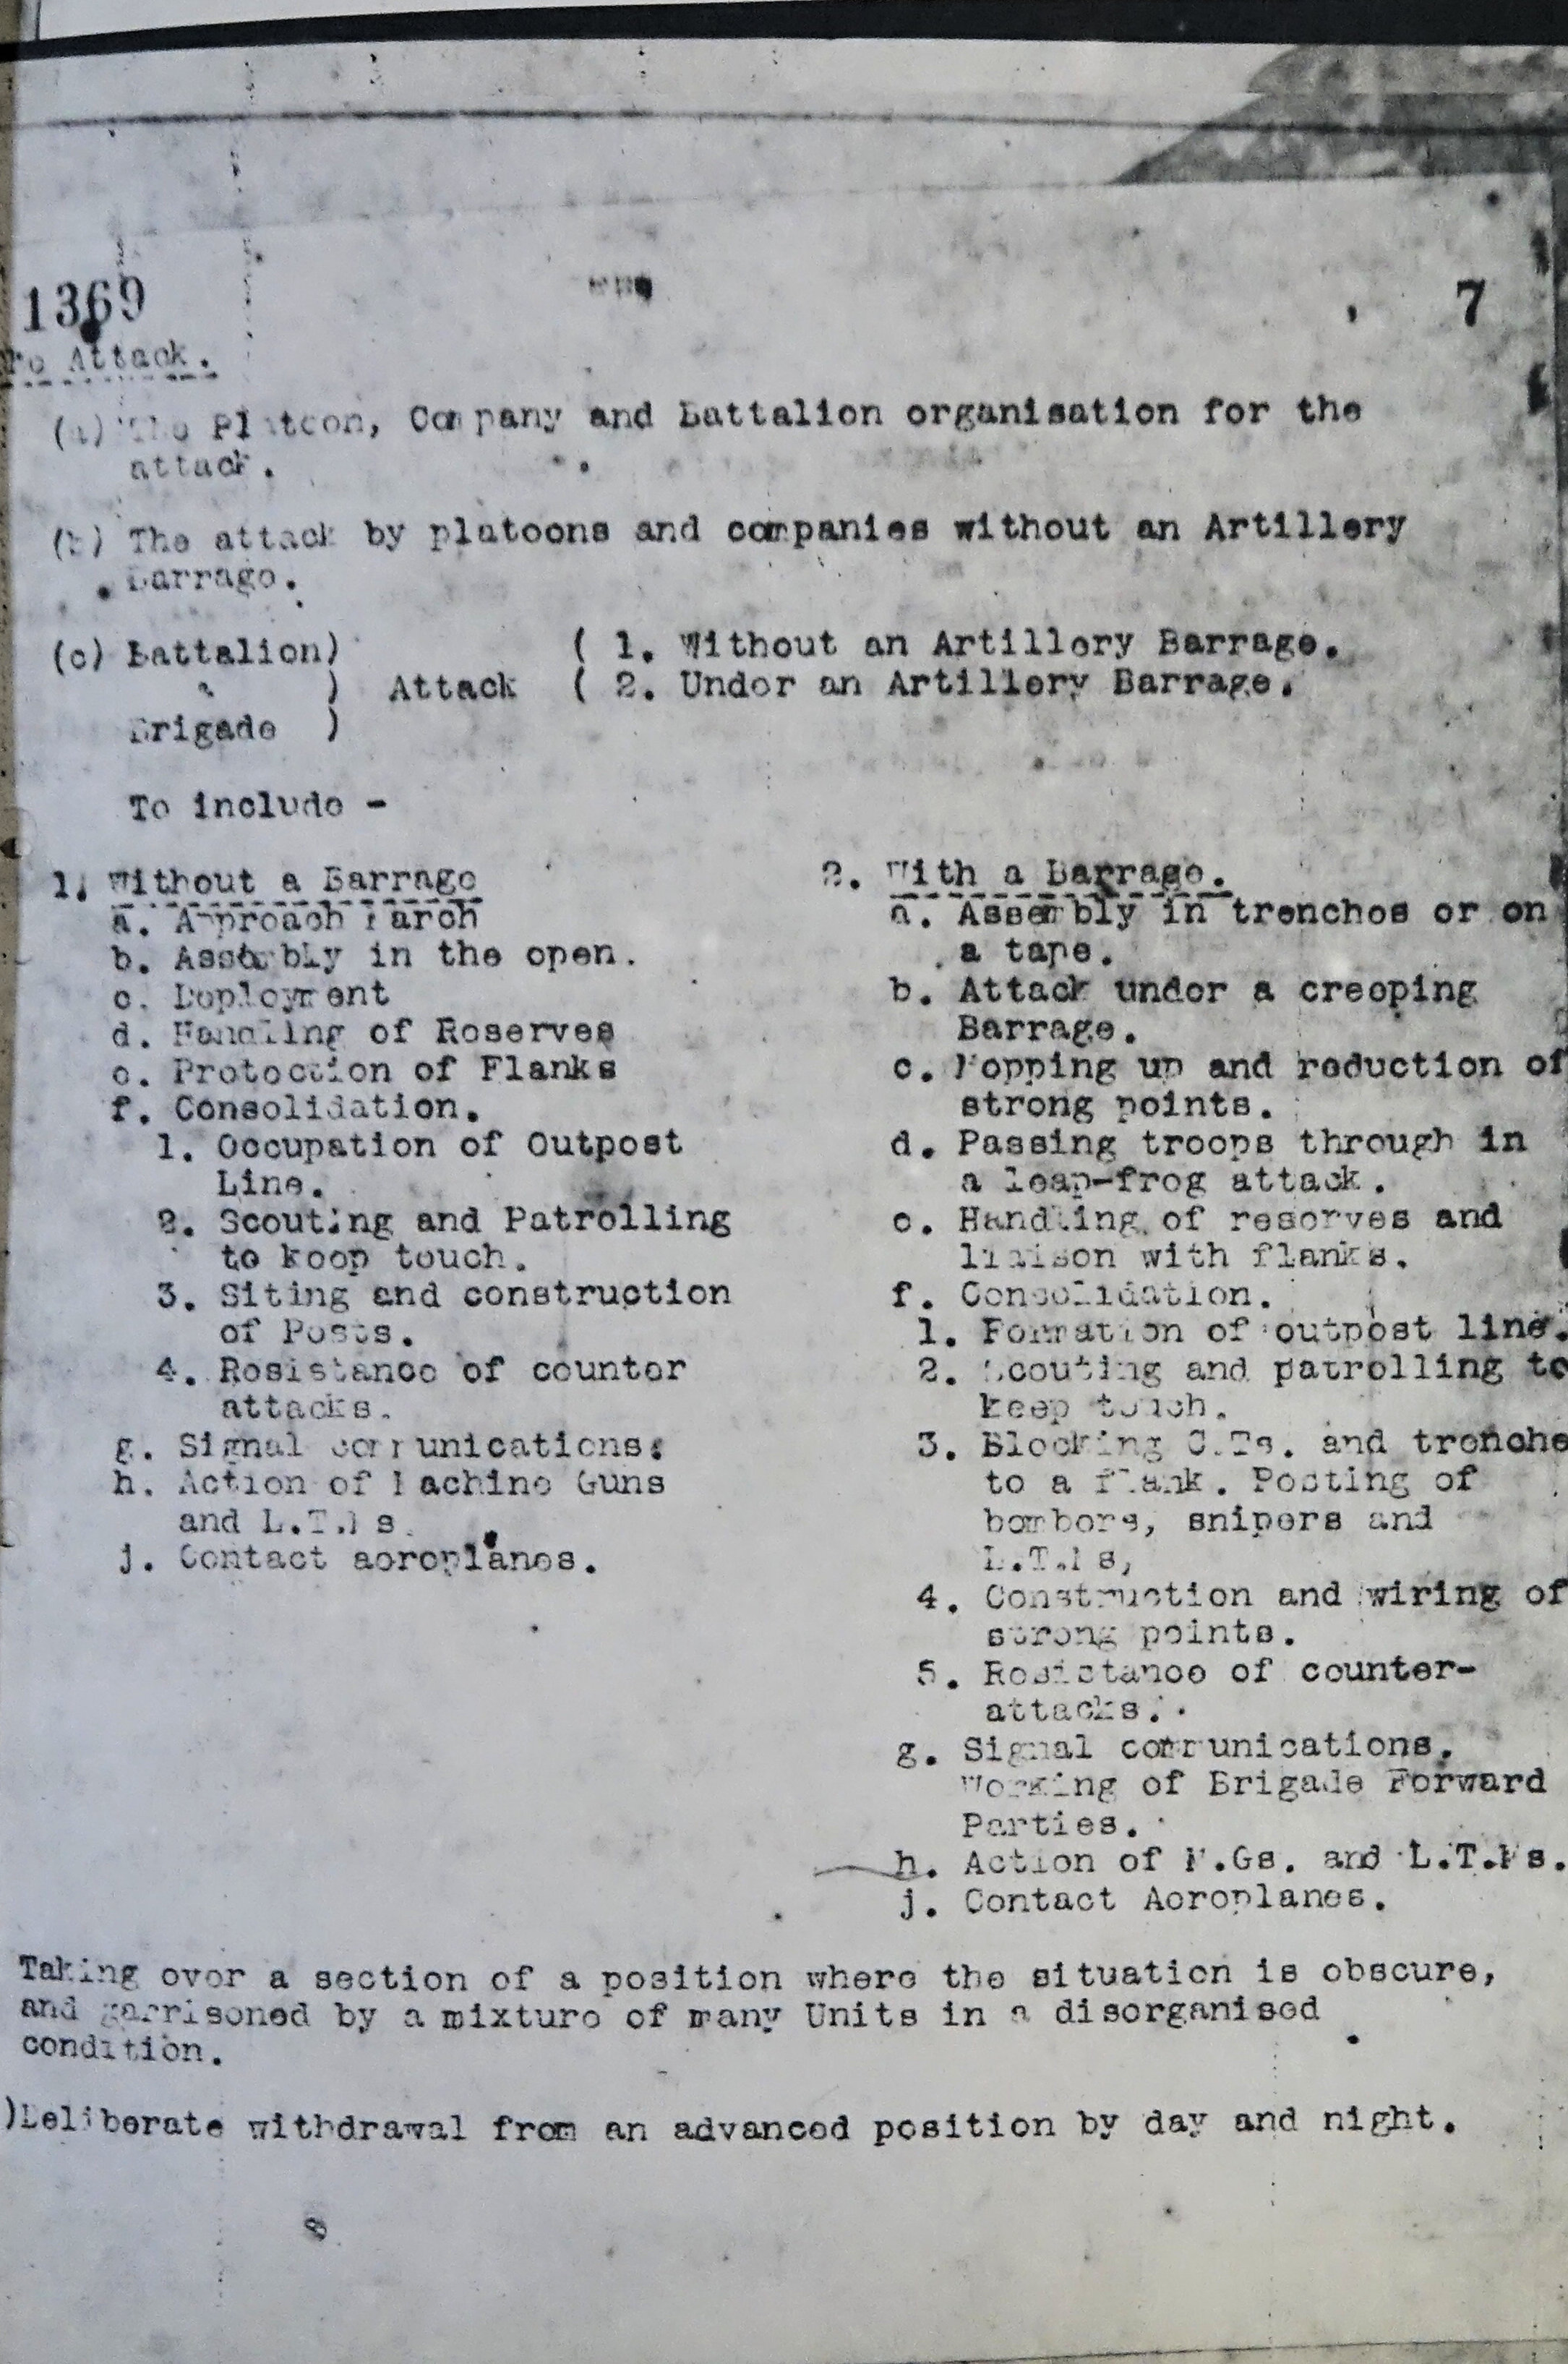 1369
7
To Attack.
(a) The Platoon, Company and Battalion organisation for the
attack.
(b) The attack by platoons and companies without an Artillery
Barrage.
(c) Battalion) ( 1. Without an Artillery Barrage.
) Attack ( 2. Under an Artillery Barrage.
Brigade )
To include -
1. Without a Barrage
a. Approach March
b. Assembly in the open.
c. Deployment
d. Handling of Reserves
e. Protection of Flanks
f. Consolidation.
1. Occupation of Outpost
Line.
2. Scouting and Patrolling
to keep touch.
3. Siting and construction
of Posts.
4. Resistance of counter
attacks.
g. Signal communications.
h. Action of Machine Guns
and L.T.Ms.
j. Contact aeroplanes.
2. With a Barrage.
a. Assembly in trenches or on
a tape.
b. Attack under a creeping
Barrage.
c. Mopping up and reduction of
strong points.
d. Passing troops through in
a leap-frog attack.
e. Handling of reserves and
liaison with flanks.
f. Consolidation.
1. Formation of outpost line.
2. Scouting and patrolling to
keep touch.
3. Blocking C.Ts. and trenche
to a flank. Posting of
bombers, snipers and
L.T.Ms,
4. Construction and wiring of
strong points.
5. Resistance of counter-
attacks.
g. Signal communications.
Working of Brigade Forward
Parties.
h. Action of M.Gs. and L.T.Ms.
j. Contact Aeroplanes.
Taking over a section of a position where the situation is obscure,
and garrisoned by a mixture of many Units in a disorganised
condition.
)Deliberate withdrawal from an advanced position by day and night.
8